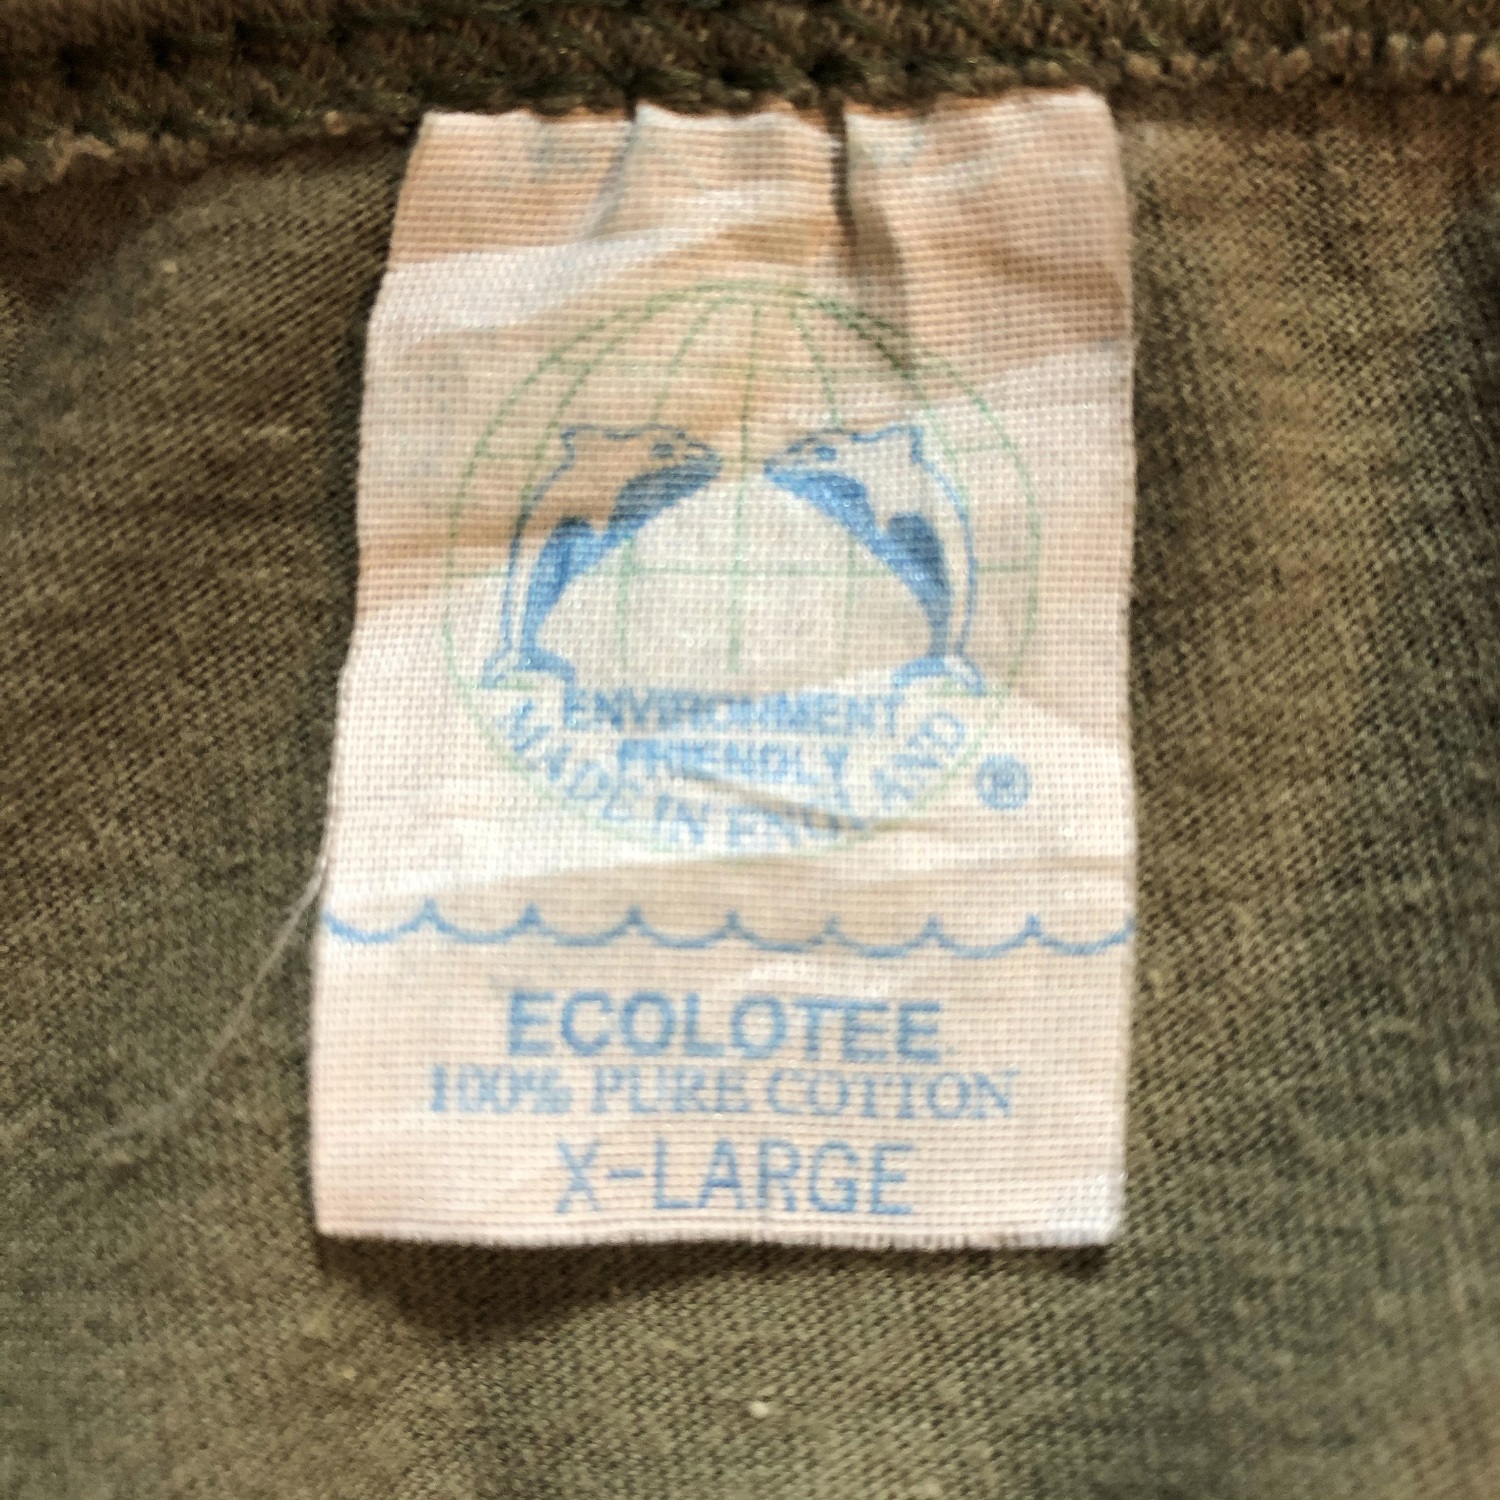 ENVIRONMENT
FRIENDLY
MADE IN ENGLAND
®
ECOLOTEE
100% PURE COTTON
X-LARGE